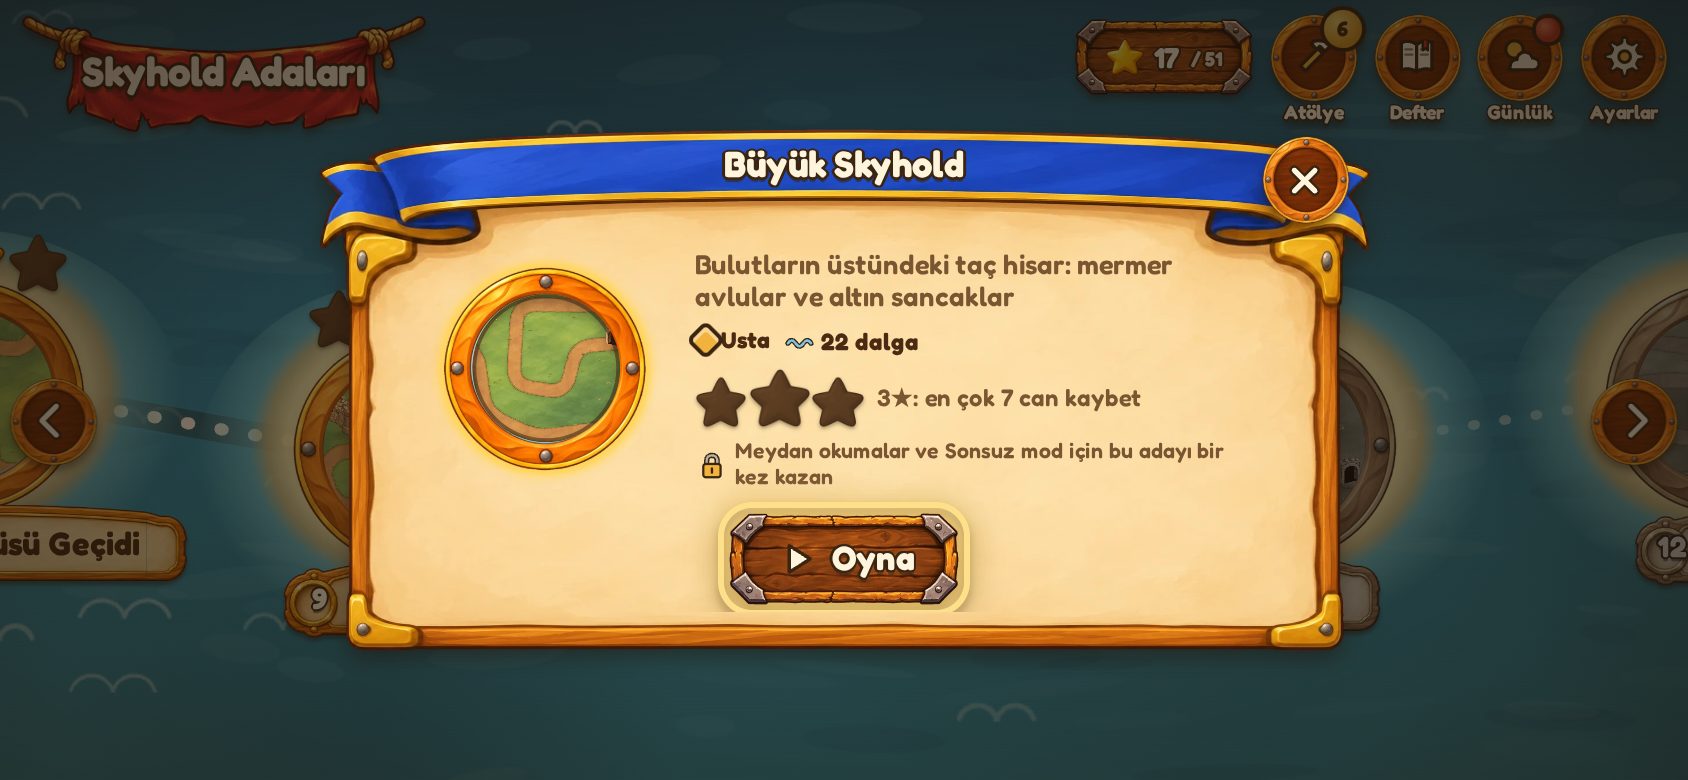 Skyhold Adaları
17 / 51
6
Atölye
Defter
Günlük
Ayarlar
Büyük Skyhold
Bulutların üstündeki taç hisar: mermer
avlular ve altın sancaklar
Usta
22 dalga
3★: en çok 7 can kaybet
Meydan okumalar ve Sonsuz mod için bu adayı bir
kez kazan
Oyna
Geçidi
9
12